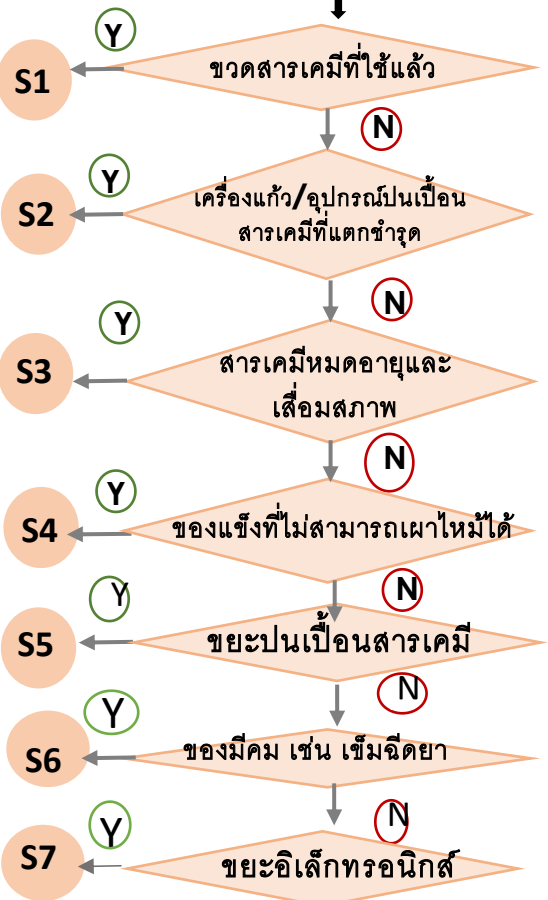 Y
S1
ขวดสารเคมีที่ใช้แล้ว
N
Y
S2
เครื่องแก้ว/อุปกรณ์ปนเปื้อน
สารเคมีที่แตกชำรุด
N
Y
S3
สารเคมีหมดอายุและ
เสื่อมสภาพ
N
Y
S4
ของแข็งที่ไม่สามารถเผาไหม้ได้
N
Y
S5
ขยะปนเปื้อนสารเคมี
N
Y
S6
ของมีคม เช่น เข็มฉีดยา
N
Y
S7
ขยะอิเล็กทรอนิกส์